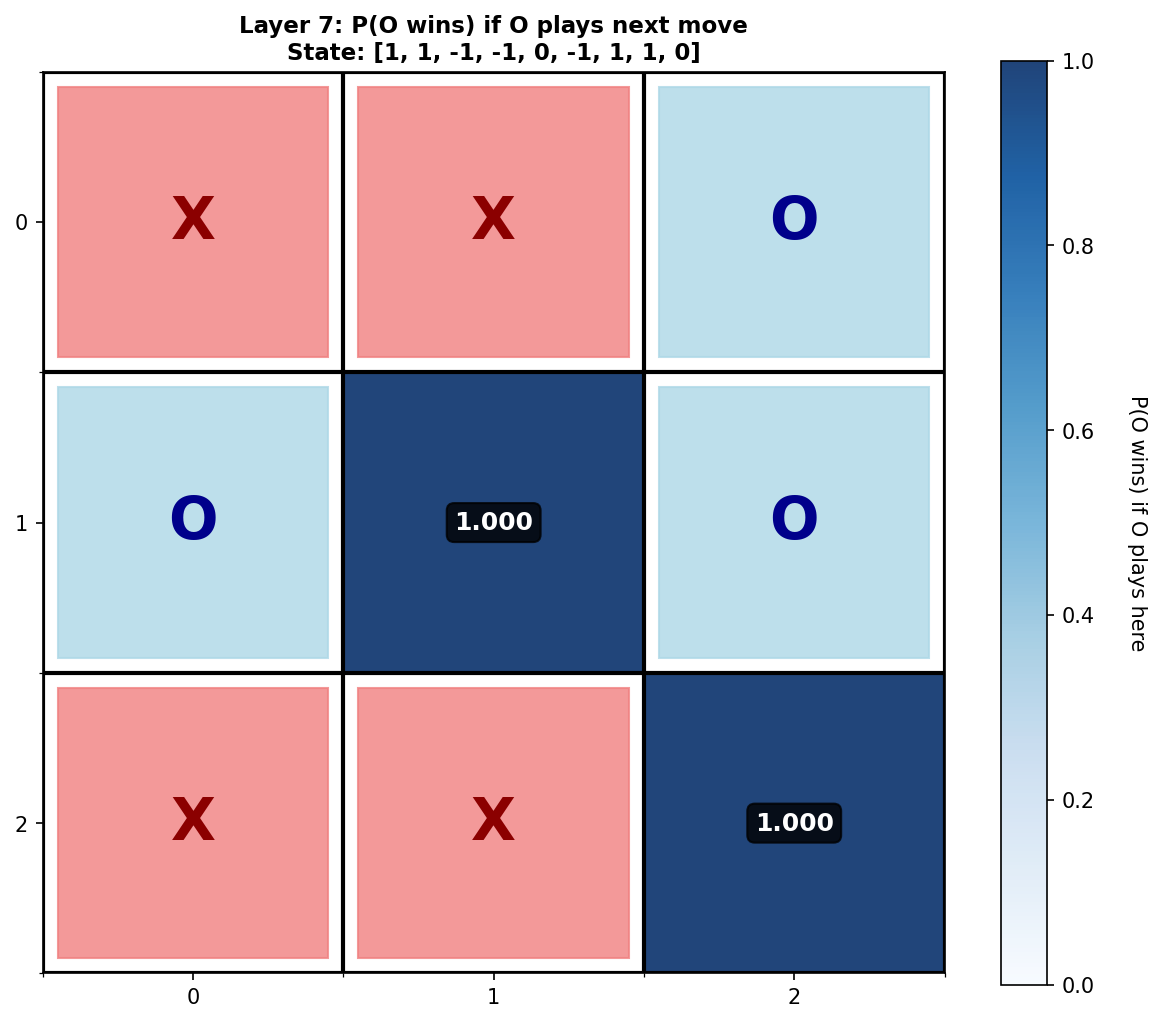 Layer 7: P(O wins) if O plays next move
State: [1, 1, -1, -1, 0, -1, 1, 1, 0]
X X O
O 1.000 O
X X 1.000
0
1
2
0 1 2
1.0
0.8
0.6
0.4
0.2
0.0
P(O wins) if O plays here